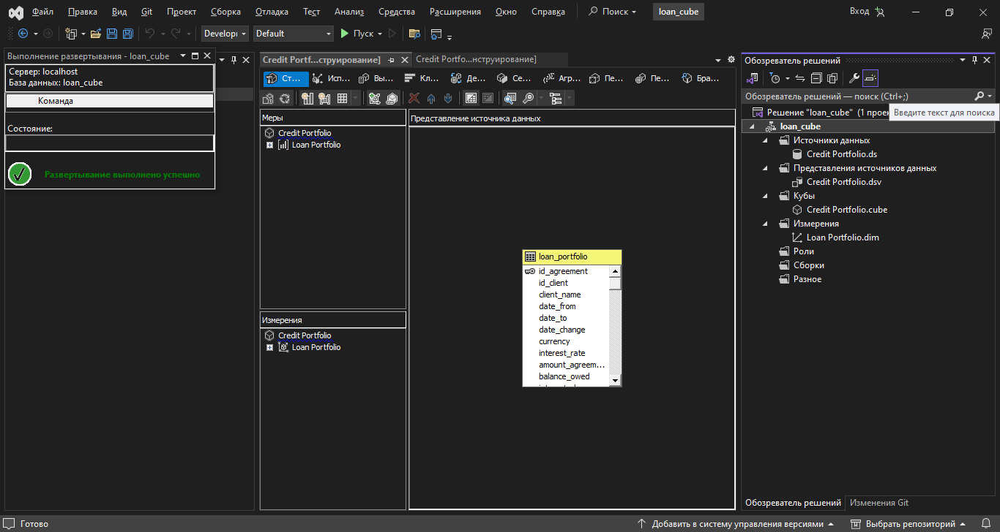 Файл Правка Вид Git Проект Сборка Отладка Тест Анализ Средства Расширения Окно Справка Поиск loan_cube Вход
Developı Default Пуск
Выполнение развертывания - loan_cube
Сервер: localhost
База данных: loan_cube
Команда
Состояние:
Развертывание выполнено успешно
Credit Portf...струирование] Credit Portfo...нструирование]
Ст... Исп... Вы... Кл... Де... Се... Агр... Пе... Пе... Бра...
Меры
Credit Portfolio
Loan Portfolio
Измерения
Credit Portfolio
Loan Portfolio
Представление источника данных
loan_portfolio
id_agreement
id_client
client_name
date_from
date_to
date_change
currency
interest_rate
amount_agreem...
balance_owed
Обозреватель решений
Обозреватель решений — поиск (Ctrl+;)
Введите текст для поиска
Решение "loan_cube" (1 проек
loan_cube
Источники данных
Credit Portfolio.ds
Представления источников данных
Credit Portfolio.dsv
Кубы
Credit Portfolio.cube
Измерения
Loan Portfolio.dim
Роли
Сборки
Разное
Обозреватель решений Изменения Git
Готово
Добавить в систему управления версиями Выбрать репозиторий